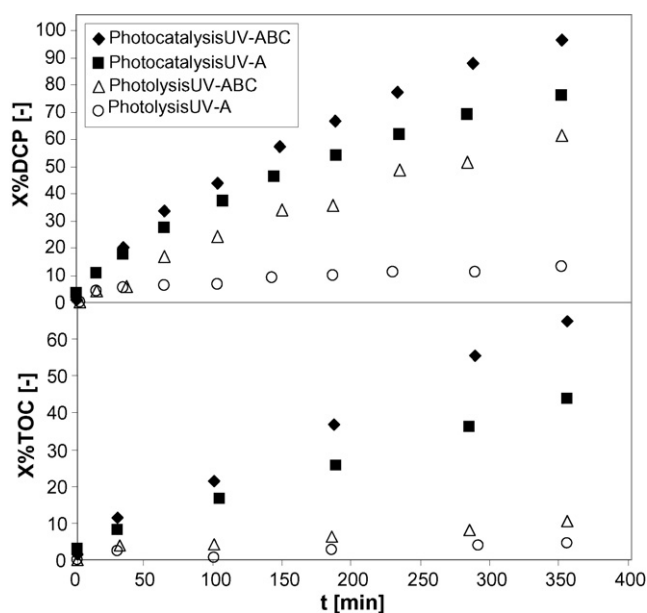 PhotocatalysisUV-ABC
PhotocatalysisUV-A
PhotolysisUV-ABC
PhotolysisUV-A
X%DCP [-]
100
90
80
70
60
50
40
30
20
10
0
X%TOC [-]
60
50
40
30
20
10
0
0 50 100 150 200 250 300 350 400
t [min]